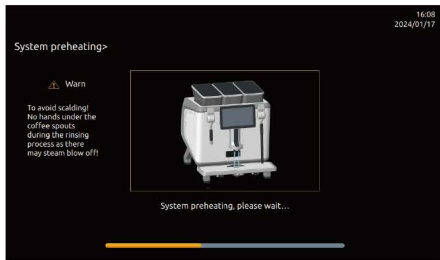 16:08
2024/01/17
System preheating>
Warn
To avoid scalding!
No hands under the
coffee spouts
during the rinsing
process as there
may steam blow off!
System preheating, please wait...